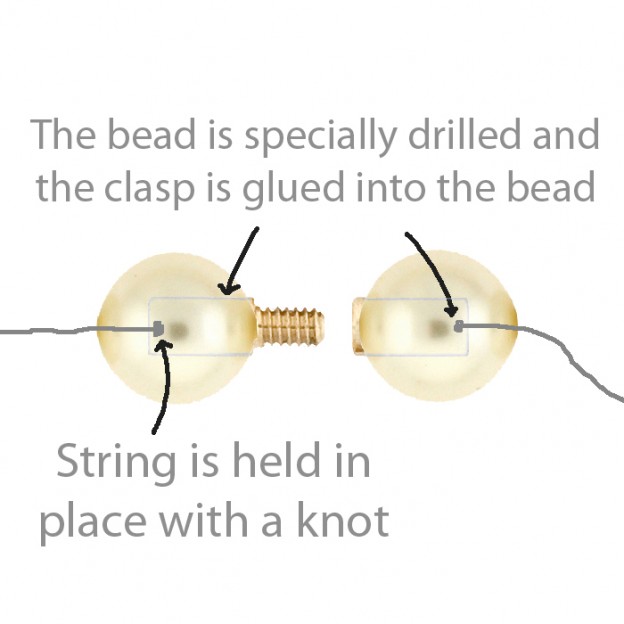 The bead is specially drilled and
the clasp is glued into the bead
String is held in
place with a knot